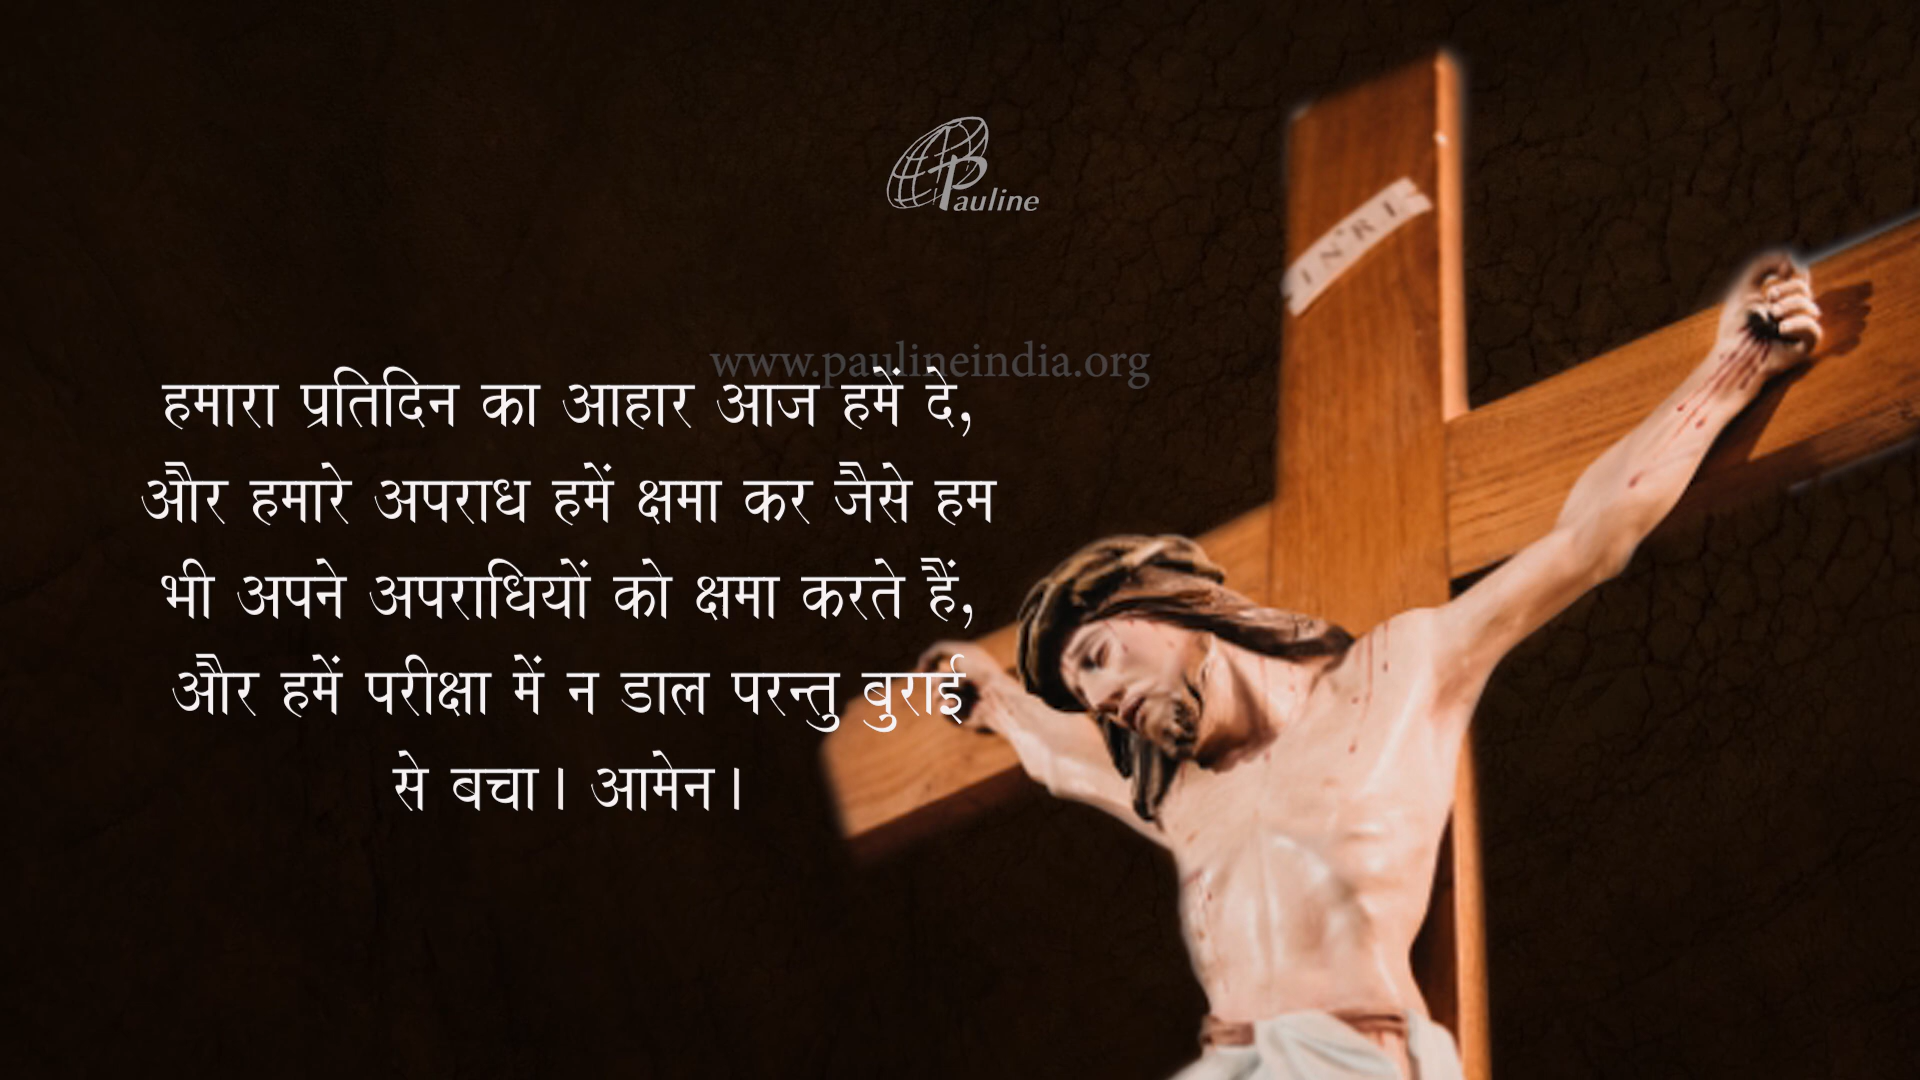 Pauline
INRI
www.paulineindia.org
हमारा प्रतिदिन का आहार आज हमें दे,
और हमारे अपराध हमें क्षमा कर जैसे हम
भी अपने अपराधियों को क्षमा करते हैं,
और हमें परीक्षा में न डाल परन्तु बुराई
से बचा। आमेन।